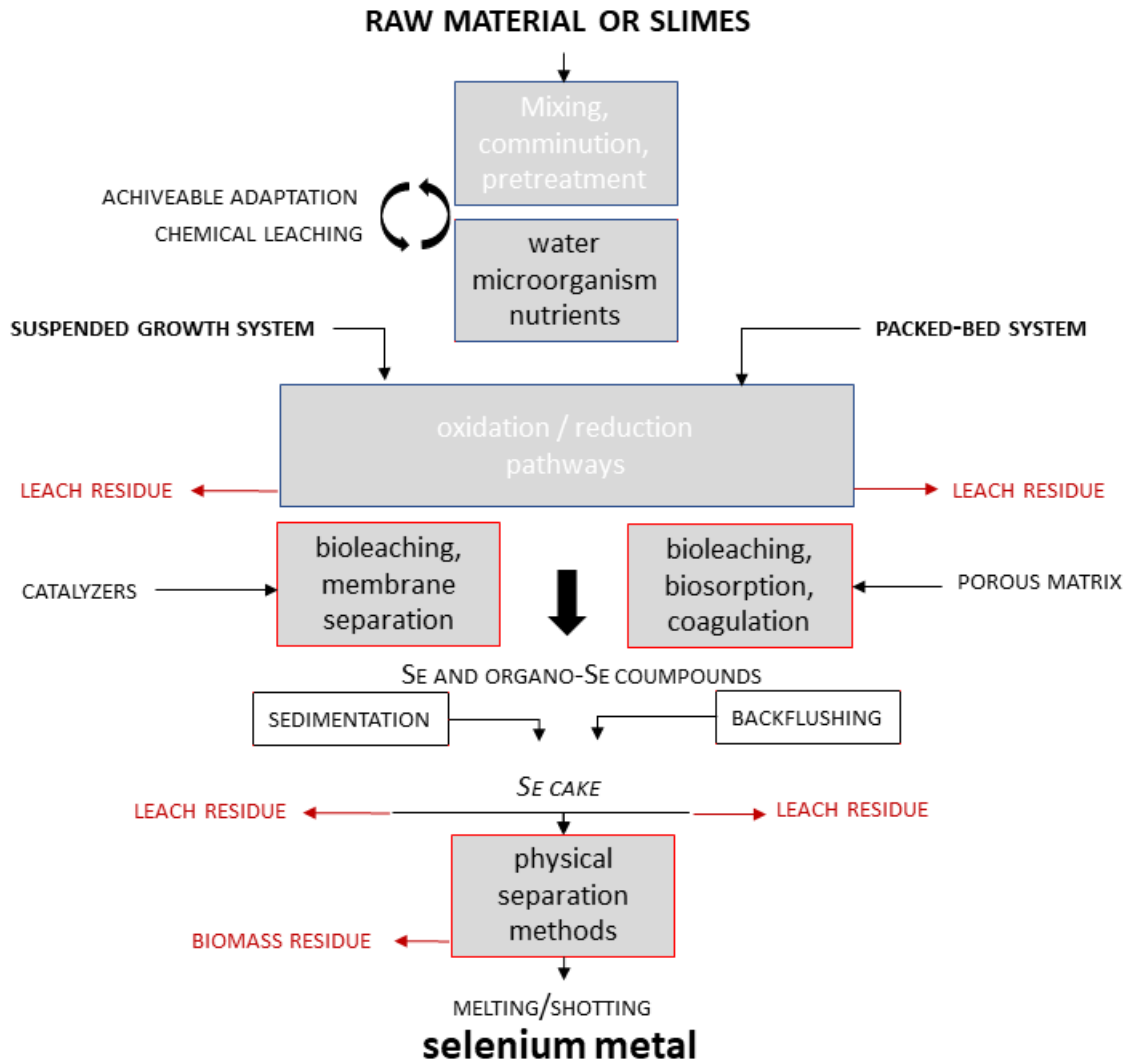 RAW MATERIAL OR SLIMES
Mixing,
comminution,
pretreatment
ACHIVEABLE ADAPTATION
CHEMICAL LEACHING
water
microorganism
nutrients
SUSPENDED GROWTH SYSTEM
PACKED-BED SYSTEM
oxidation / reduction
pathways
LEACH RESIDUE
LEACH RESIDUE
bioleaching,
membrane
separation
bioleaching,
biosorption,
coagulation
CATALYZERS
POROUS MATRIX
SE AND ORGANO-SE COUMPOUNDS
SEDIMENTATION
BACKFLUSHING
SE CAKE
LEACH RESIDUE
LEACH RESIDUE
physical
separation
methods
BIOMASS RESIDUE
MELTING/SHOTTING
selenium metal